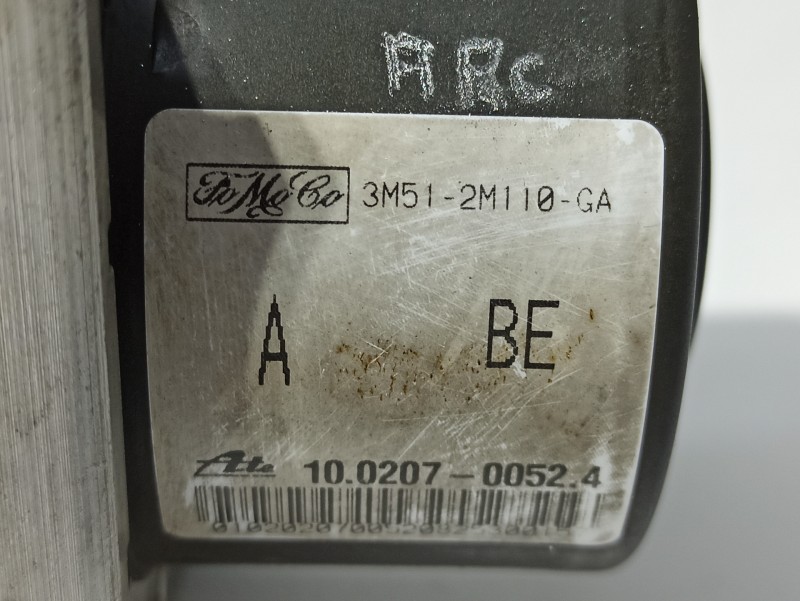 ARC
FoMoCo 3M51-2M110-GA
A BE
Ate 10.0207-0052.4